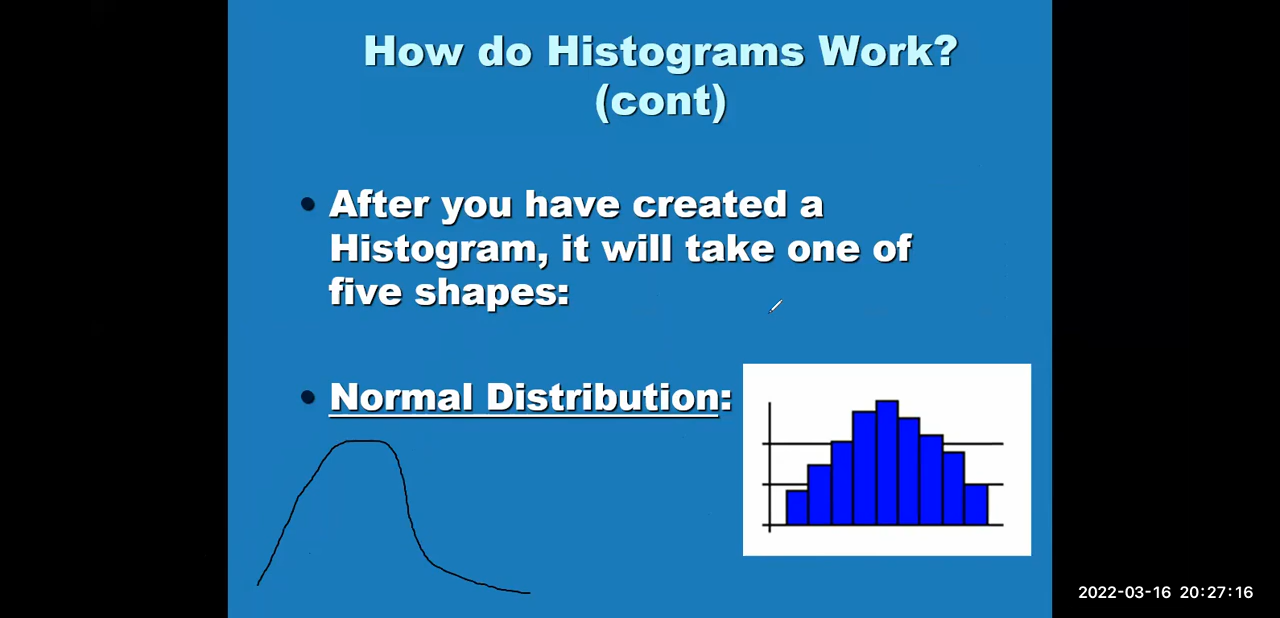 How do Histograms Work?
(cont)
• After you have created a
Histogram, it will take one of
five shapes:
• Normal Distribution:
2022-03-16 20:27:16